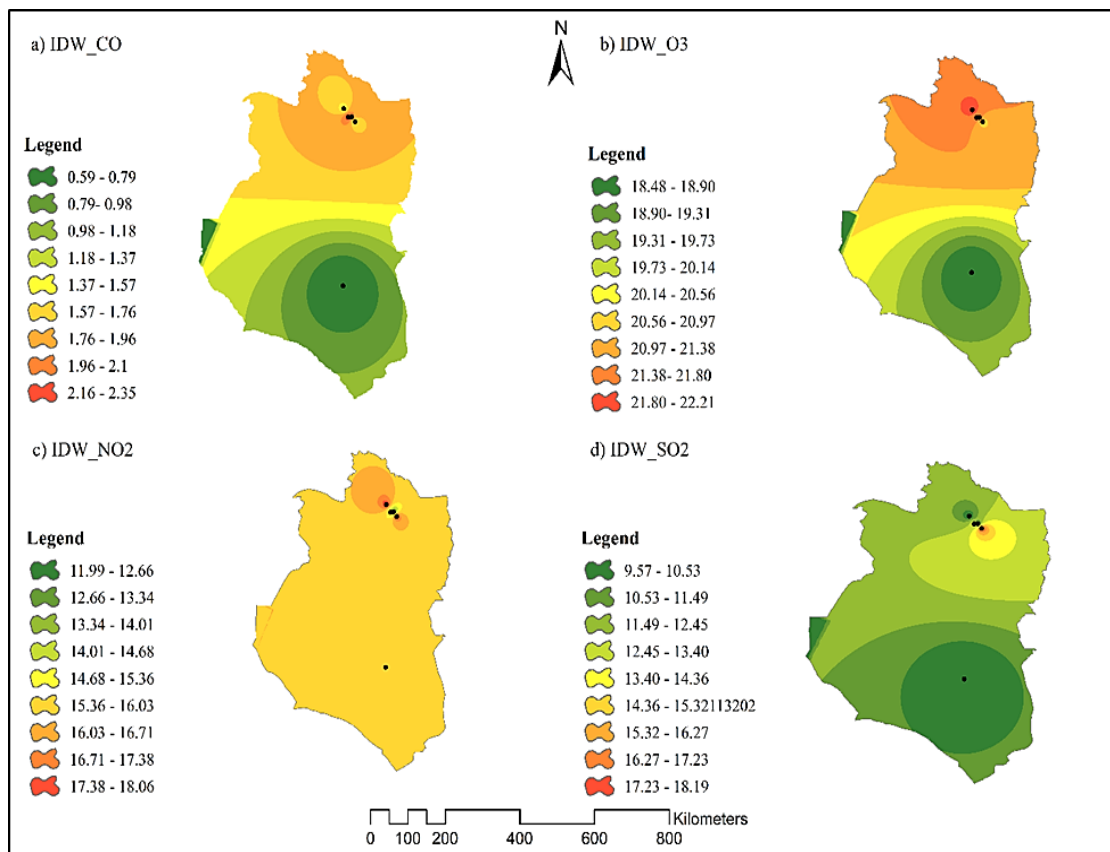 a) IDW_CO
N
b) IDW_O3
Legend
0.59 - 0.79
0.79- 0.98
0.98 - 1.18
1.18 - 1.37
1.37 - 1.57
1.57 - 1.76
1.76 - 1.96
1.96 - 2.1
2.16 - 2.35
Legend
18.48 - 18.90
18.90 - 19.31
19.31 - 19.73
19.73 - 20.14
20.14 - 20.56
20.56 - 20.97
20.97 - 21.38
21.38- 21.80
21.80 - 22.21
c) IDW_NO2
d) IDW_SO2
Legend
11.99 - 12.66
12.66 - 13.34
13.34 - 14.01
14.01 - 14.68
14.68 - 15.36
15.36 - 16.03
16.03 - 16.71
16.71 - 17.38
17.38 - 18.06
Legend
9.57 - 10.53
10.53 - 11.49
11.49 - 12.45
12.45 - 13.40
13.40 - 14.36
14.36 - 15.32113202
15.32 - 16.27
16.27 - 17.23
17.23 - 18.19
Kilometers
0 100 200 400 600 800